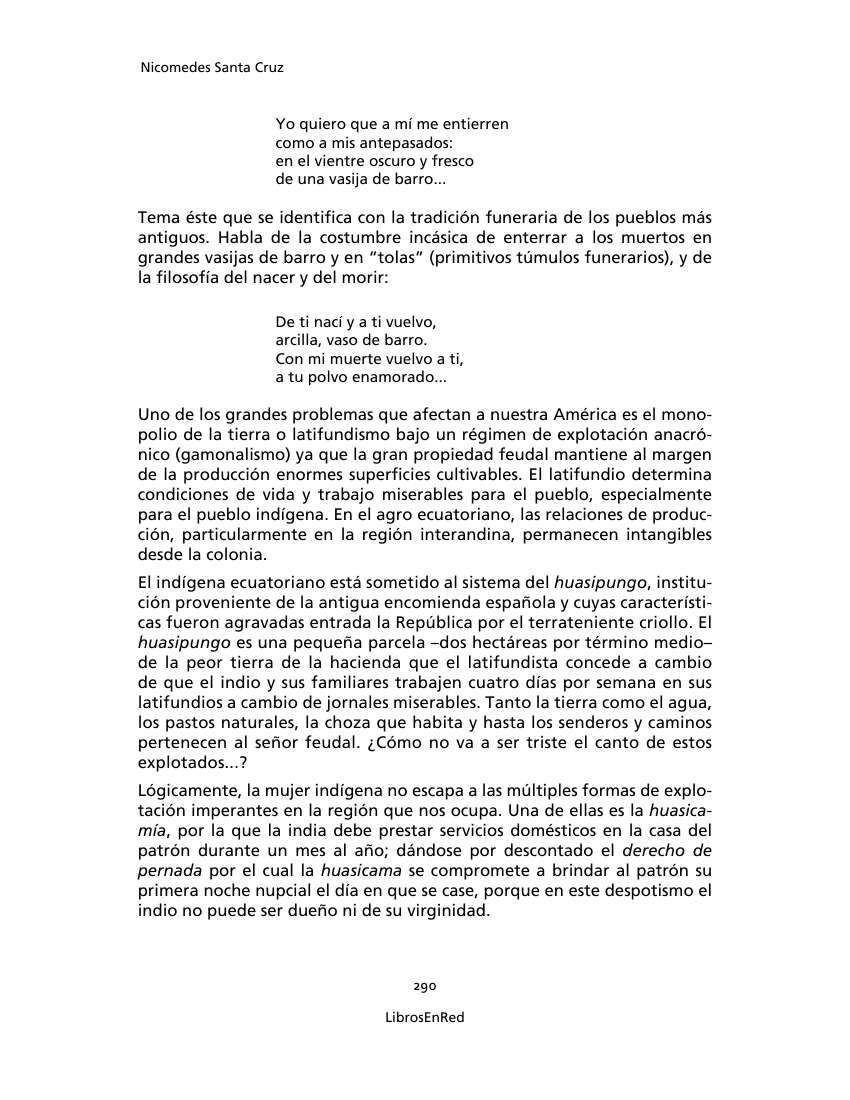 Nicomedes Santa Cruz
Yo quiero que a mí me entierren
como a mis antepasados:
en el vientre oscuro y fresco
de una vasija de barro...
Tema éste que se identifica con la tradición funeraria de los pueblos más
antiguos. Habla de la costumbre incásica de enterrar a los muertos en
grandes vasijas de barro y en “tolas” (primitivos túmulos funerarios), y de
la filosofía del nacer y del morir:
De ti nací y a ti vuelvo,
arcilla, vaso de barro.
Con mi muerte vuelvo a ti,
a tu polvo enamorado...
Uno de los grandes problemas que afectan a nuestra América es el mono-
polio de la tierra o latifundismo bajo un régimen de explotación anacró-
nico (gamonalismo) ya que la gran propiedad feudal mantiene al margen
de la producción enormes superficies cultivables. El latifundio determina
condiciones de vida y trabajo miserables para el pueblo, especialmente
para el pueblo indígena. En el agro ecuatoriano, las relaciones de produc-
ción, particularmente en la región interandina, permanecen intangibles
desde la colonia.
El indígena ecuatoriano está sometido al sistema del huasipungo, institu-
ción proveniente de la antigua encomienda española y cuyas característi-
cas fueron agravadas entrada la República por el terrateniente criollo. El
huasipungo es una pequeña parcela –dos hectáreas por término medio–
de la peor tierra de la hacienda que el latifundista concede a cambio
de que el indio y sus familiares trabajen cuatro días por semana en sus
latifundios a cambio de jornales miserables. Tanto la tierra como el agua,
los pastos naturales, la choza que habita y hasta los senderos y caminos
pertenecen al señor feudal. ¿Cómo no va a ser triste el canto de estos
explotados...?
Lógicamente, la mujer indígena no escapa a las múltiples formas de explo-
tación imperantes en la región que nos ocupa. Una de ellas es la huasica-
mía, por la que la india debe prestar servicios domésticos en la casa del
patrón durante un mes al año; dándose por descontado el derecho de
pernada por el cual la huasicama se compromete a brindar al patrón su
primera noche nupcial el día en que se case, porque en este despotismo el
indio no puede ser dueño ni de su virginidad.
290
LibrosEnRed